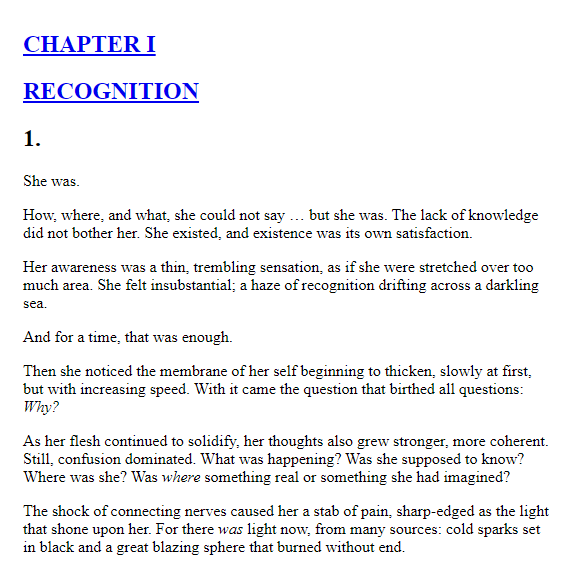 CHAPTER I
RECOGNITION
1.
She was.
How, where, and what, she could not say … but she was. The lack of knowledge
did not bother her. She existed, and existence was its own satisfaction.
Her awareness was a thin, trembling sensation, as if she were stretched over too
much area. She felt insubstantial; a haze of recognition drifting across a darkling
sea.
And for a time, that was enough.
Then she noticed the membrane of her self beginning to thicken, slowly at first,
but with increasing speed. With it came the question that birthed all questions:
Why?
As her flesh continued to solidify, her thoughts also grew stronger, more coherent.
Still, confusion dominated. What was happening? Was she supposed to know?
Where was she? Was where something real or something she had imagined?
The shock of connecting nerves caused her a stab of pain, sharp-edged as the light
that shone upon her. For there was light now, from many sources: cold sparks set
in black and a great blazing sphere that burned without end.